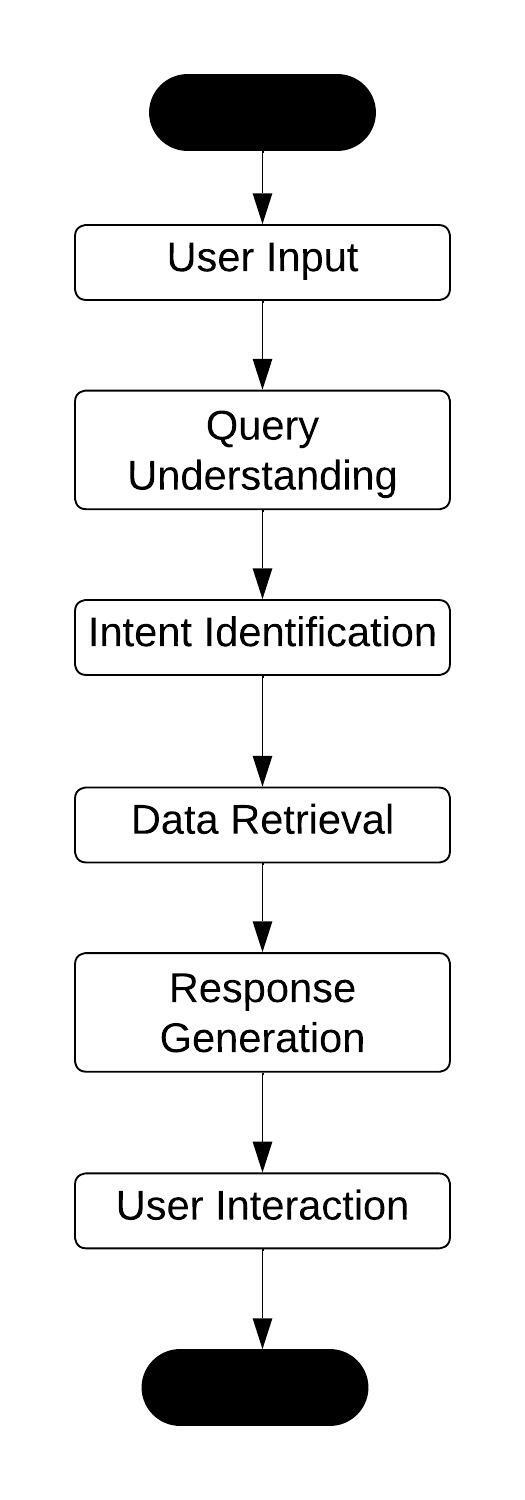 User Input
Query
Understanding
Intent Identification
Data Retrieval
Response
Generation
User Interaction